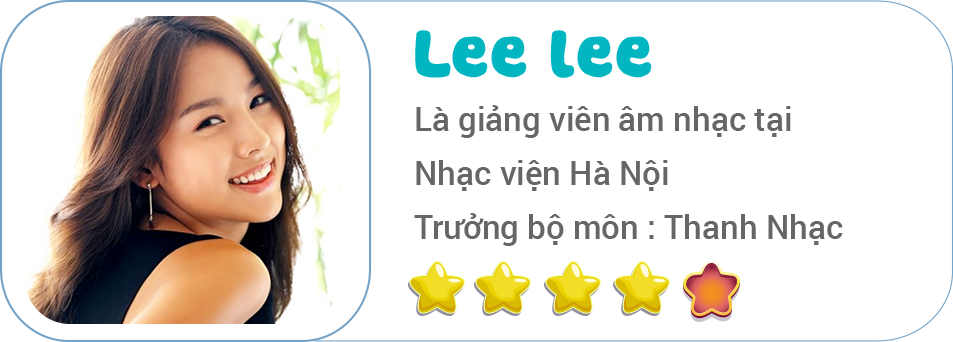 Lee lee
Là giảng viên âm nhạc tại
Nhạc viện Hà Nội
Trưởng bộ môn : Thanh Nhạc